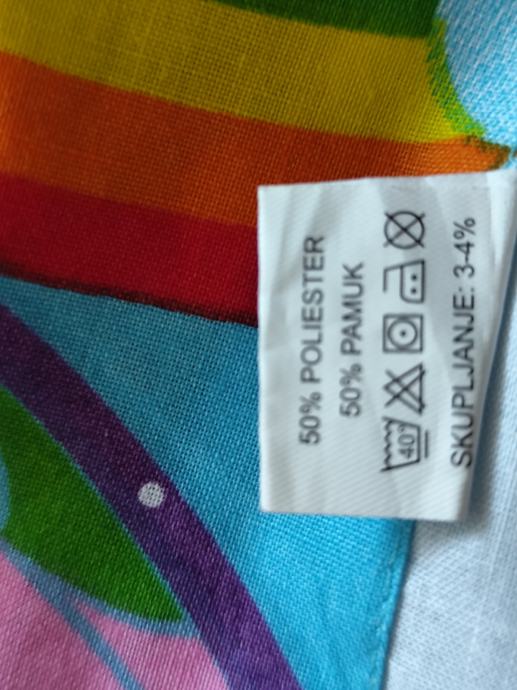 50% POLIESTER
50% PAMUK
40°
SKUPLJANJE: 3-4%